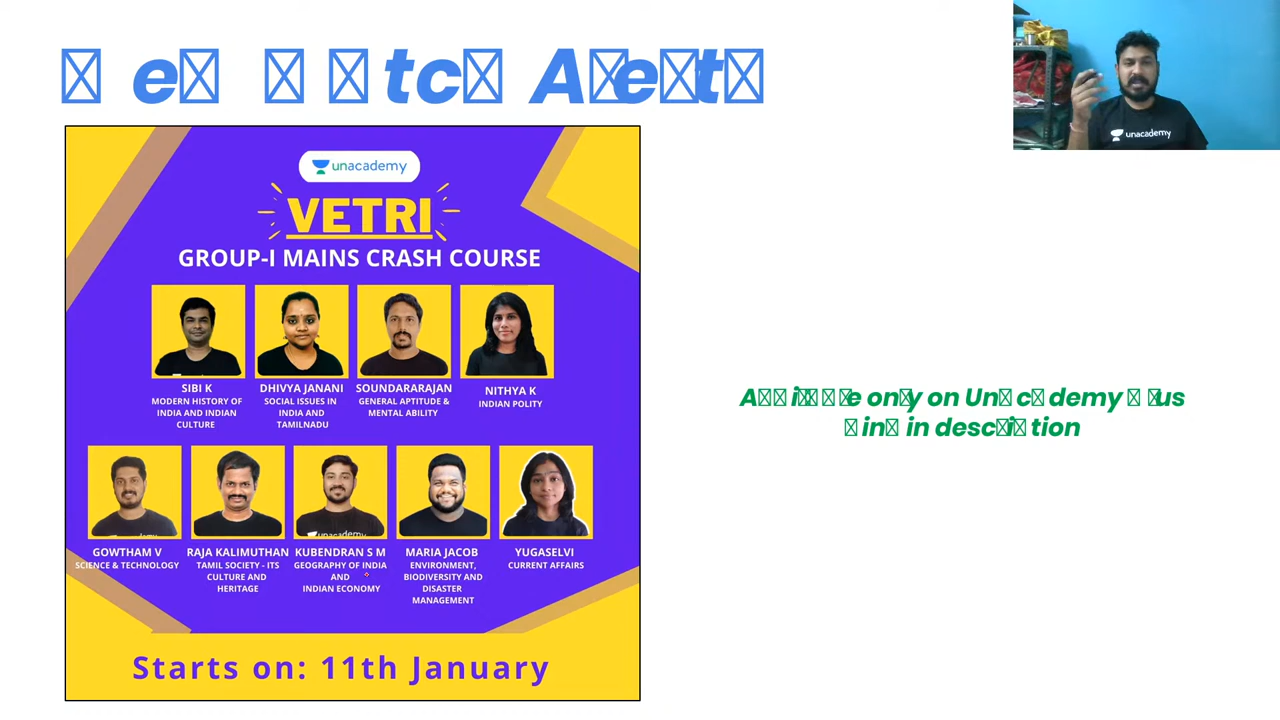 unacademy
unacademy
VETRI
GROUP-I MAINS CRASH COURSE
SIBI K
MODERN HISTORY OF
INDIA AND INDIAN
CULTURE
DHIVYA JANANI
SOCIAL ISSUES IN
INDIA AND
TAMILNADU
SOUNDARARAJAN
GENERAL APTITUDE &
MENTAL ABILITY
NITHYA K
INDIAN POLITY
on
in
GOWTHAM V
SCIENCE & TECHNOLOGY
RAJA KALIMUTHAN
TAMIL SOCIETY - ITS
CULTURE AND
HERITAGE
KUBENDRAN S M
GEOGRAPHY OF INDIA
AND
INDIAN ECONOMY
MARIA JACOB
ENVIRONMENT,
BIODIVERSITY AND
DISASTER
MANAGEMENT
YUGASELVI
CURRENT AFFAIRS
Starts on: 11th January